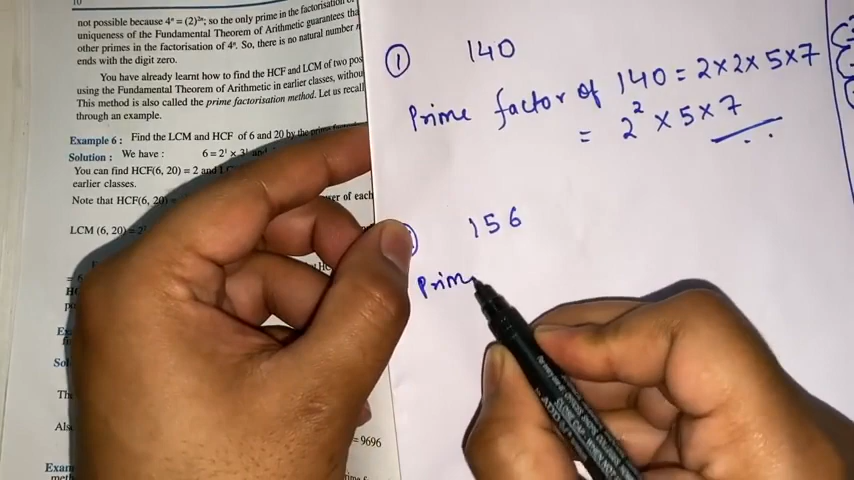 10
not possible because 4ⁿ = (2)²ⁿ; so the only prime in the factorisation of
uniqueness of the Fundamental Theorem of Arithmetic guarantees tha
other primes in the factorisation of 4ⁿ. So, there is no natural number n
ends with the digit zero.
You have already learnt how to find the HCF and LCM of two pos
using the Fundamental Theorem of Arithmetic in earlier classes, withou
This method is also called the prime factorisation method. Let us recall
through an example.
Example 6 : Find the LCM and HCF of 6 and 20 by the prime
Solution : We have : 6 = 2¹ × 3¹ and
You can find HCF(6, 20) = 2 and
earlier classes.
Note that HCF(6, 20) = of each
LCM (6, 20) = 2
= 9696
① 140
Prime factor of 140 = 2×2×5×7
= 2² × 5 × 7
156
Prim